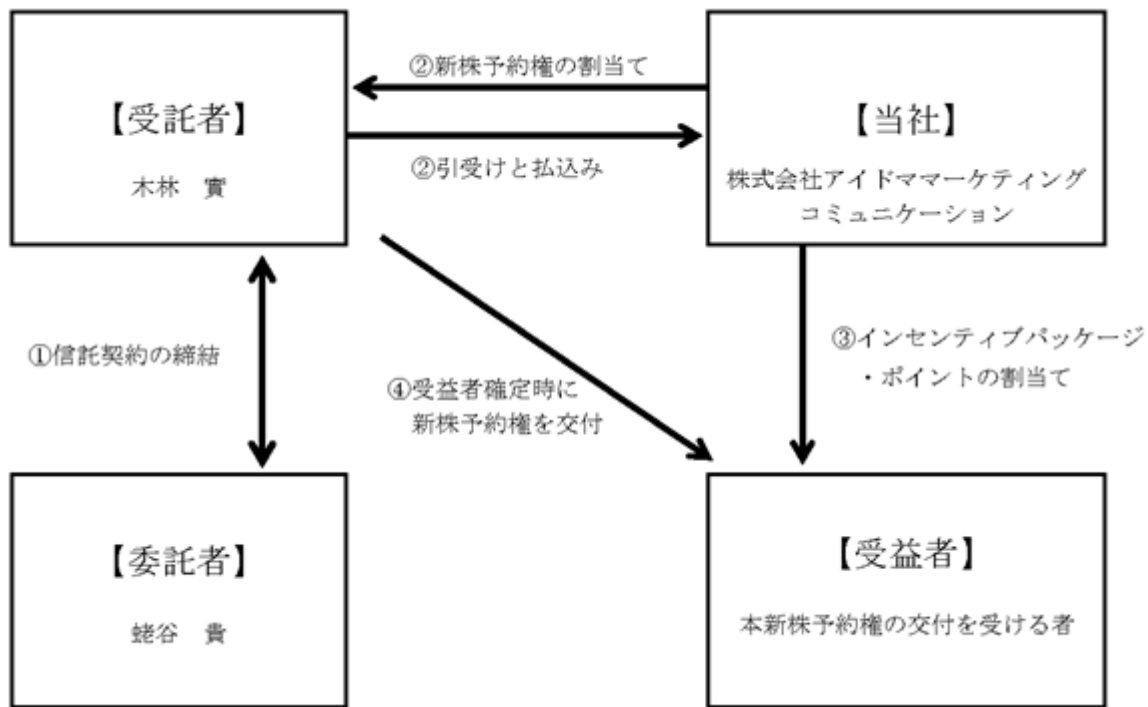 ②新株予約権の割当て
【受託者】
木林　實
【当社】
株式会社アイドママーケティング
コミュニケーション
②引受けと払込み
①信託契約の締結
③インセンティブパッケージ
・ポイントの割当て
④受益者確定時に
新株予約権を交付
【委託者】
蛯谷　貴
【受益者】
本新株予約権の交付を受ける者